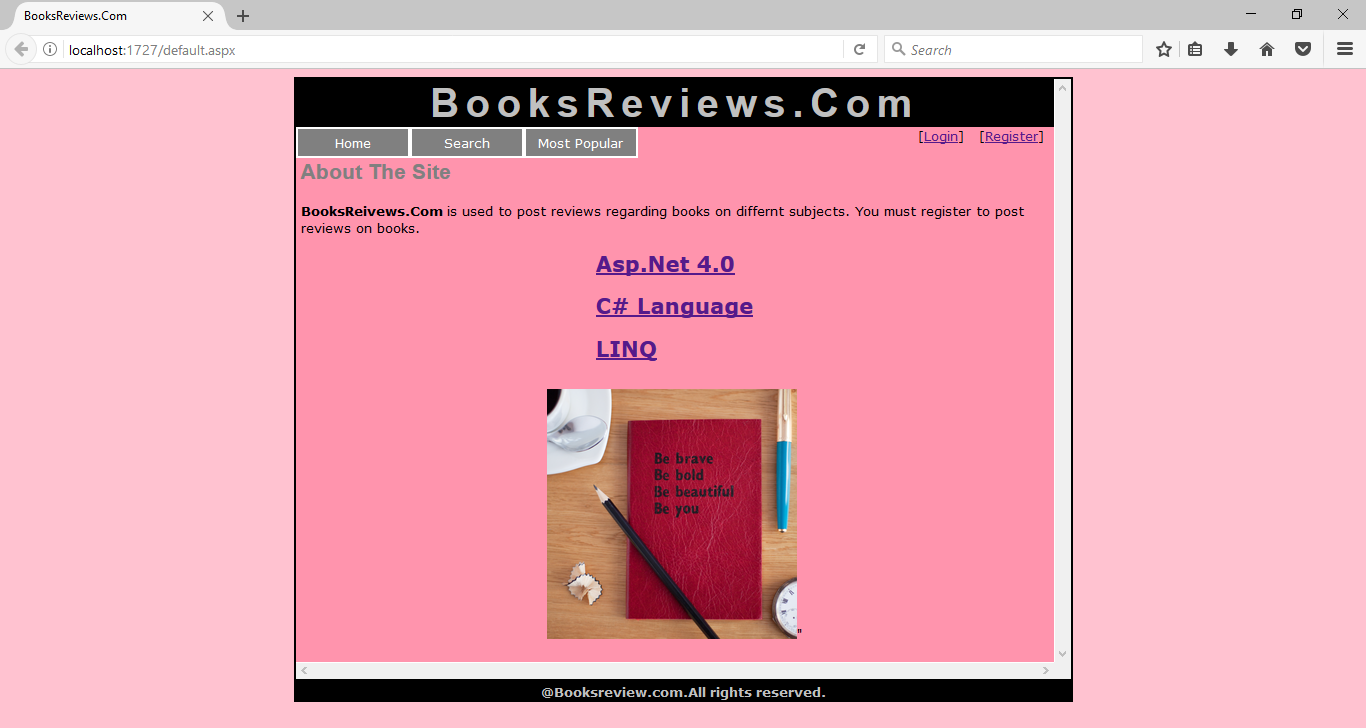 BooksReviews.Com
localhost:1727/default.aspx
Search
BooksReviews.Com
Home Search Most Popular [Login] [Register]
About The Site
BooksReivews.Com is used to post reviews regarding books on differnt subjects. You must register to post
reviews on books.
Asp.Net 4.0
C# Language
LINQ
Be brave
Be bold
Be beautiful
Be you
"
@Booksreview.com.All rights reserved.